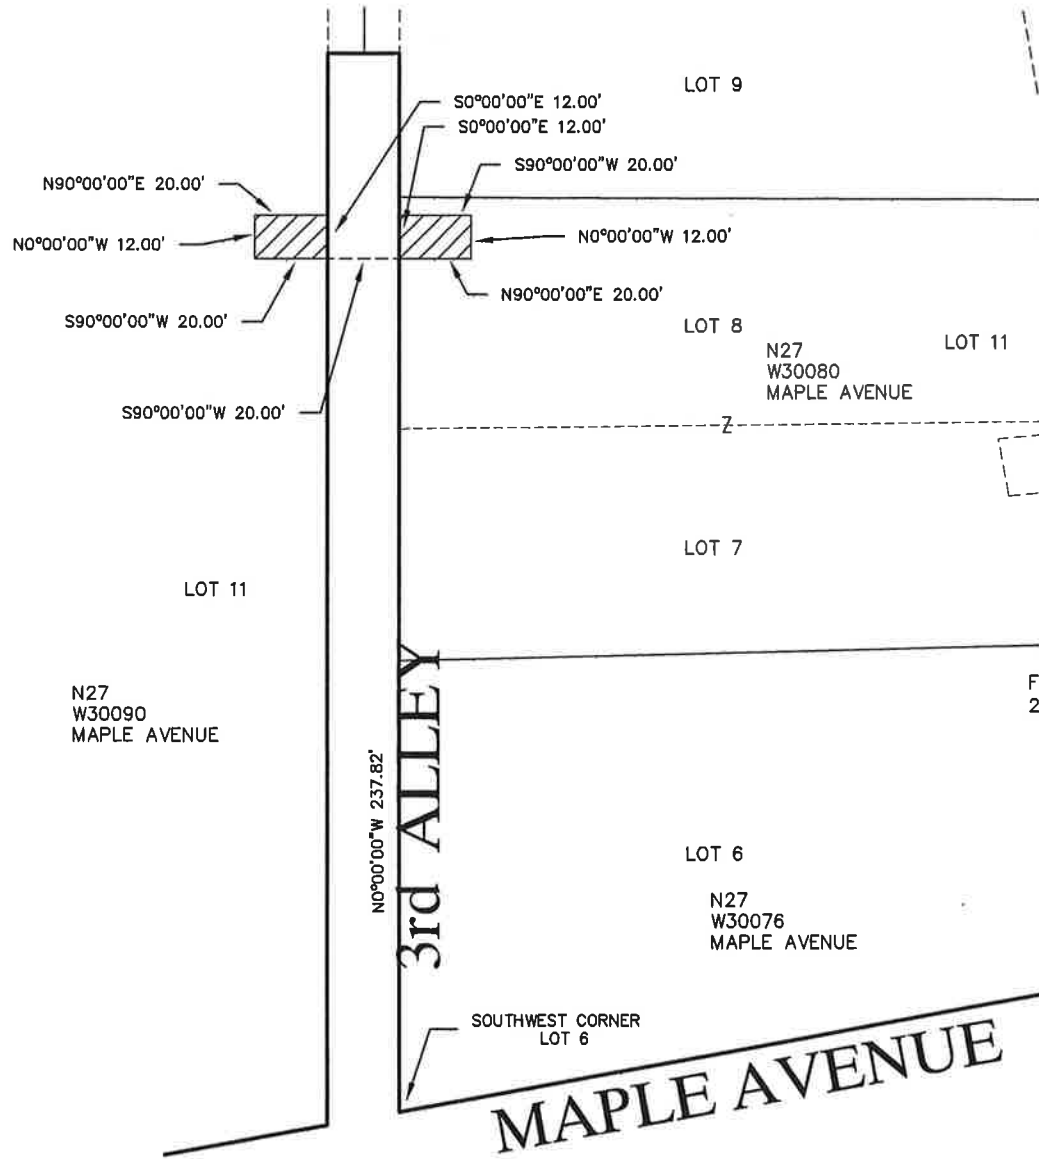 LOT 9
S0°00'00"E 12.00'
S0°00'00"E 12.00'
S90°00'00"W 20.00'
N90°00'00"E 20.00'
N0°00'00"W 12.00'
N0°00'00"W 12.00'
N90°00'00"E 20.00'
S90°00'00"W 20.00'
LOT 8
LOT 11
N27
W30080
MAPLE AVENUE
S90°00'00"W 20.00'
Z
LOT 7
LOT 11
N27
W30090
MAPLE AVENUE
F
2
N0°00'00"W 237.82'
3rd ALLEY
LOT 6
N27
W30076
MAPLE AVENUE
SOUTHWEST CORNER
LOT 6
MAPLE AVENUE